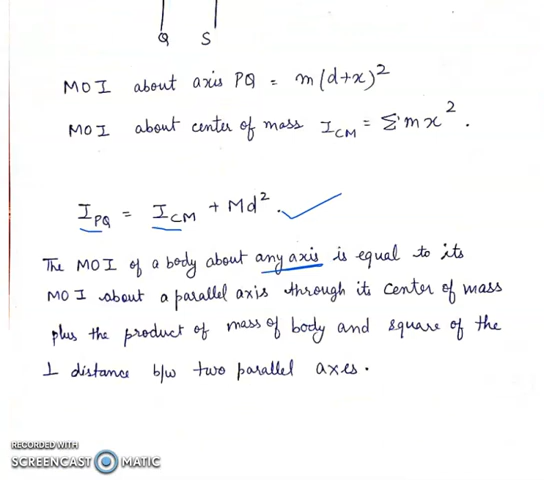 Q S
MOI about axis PQ = m(d+x)²
MOI about center of mass I_CM = Σmx².
I_PQ = I_CM + Md².
The MOI of a body about any axis is equal to its
MOI about a parallel axis through its center of mass
plus the product of mass of body and square of the
⊥ distance b/w two parallel axes.
RECORDED WITH
SCREENCAST MATIC